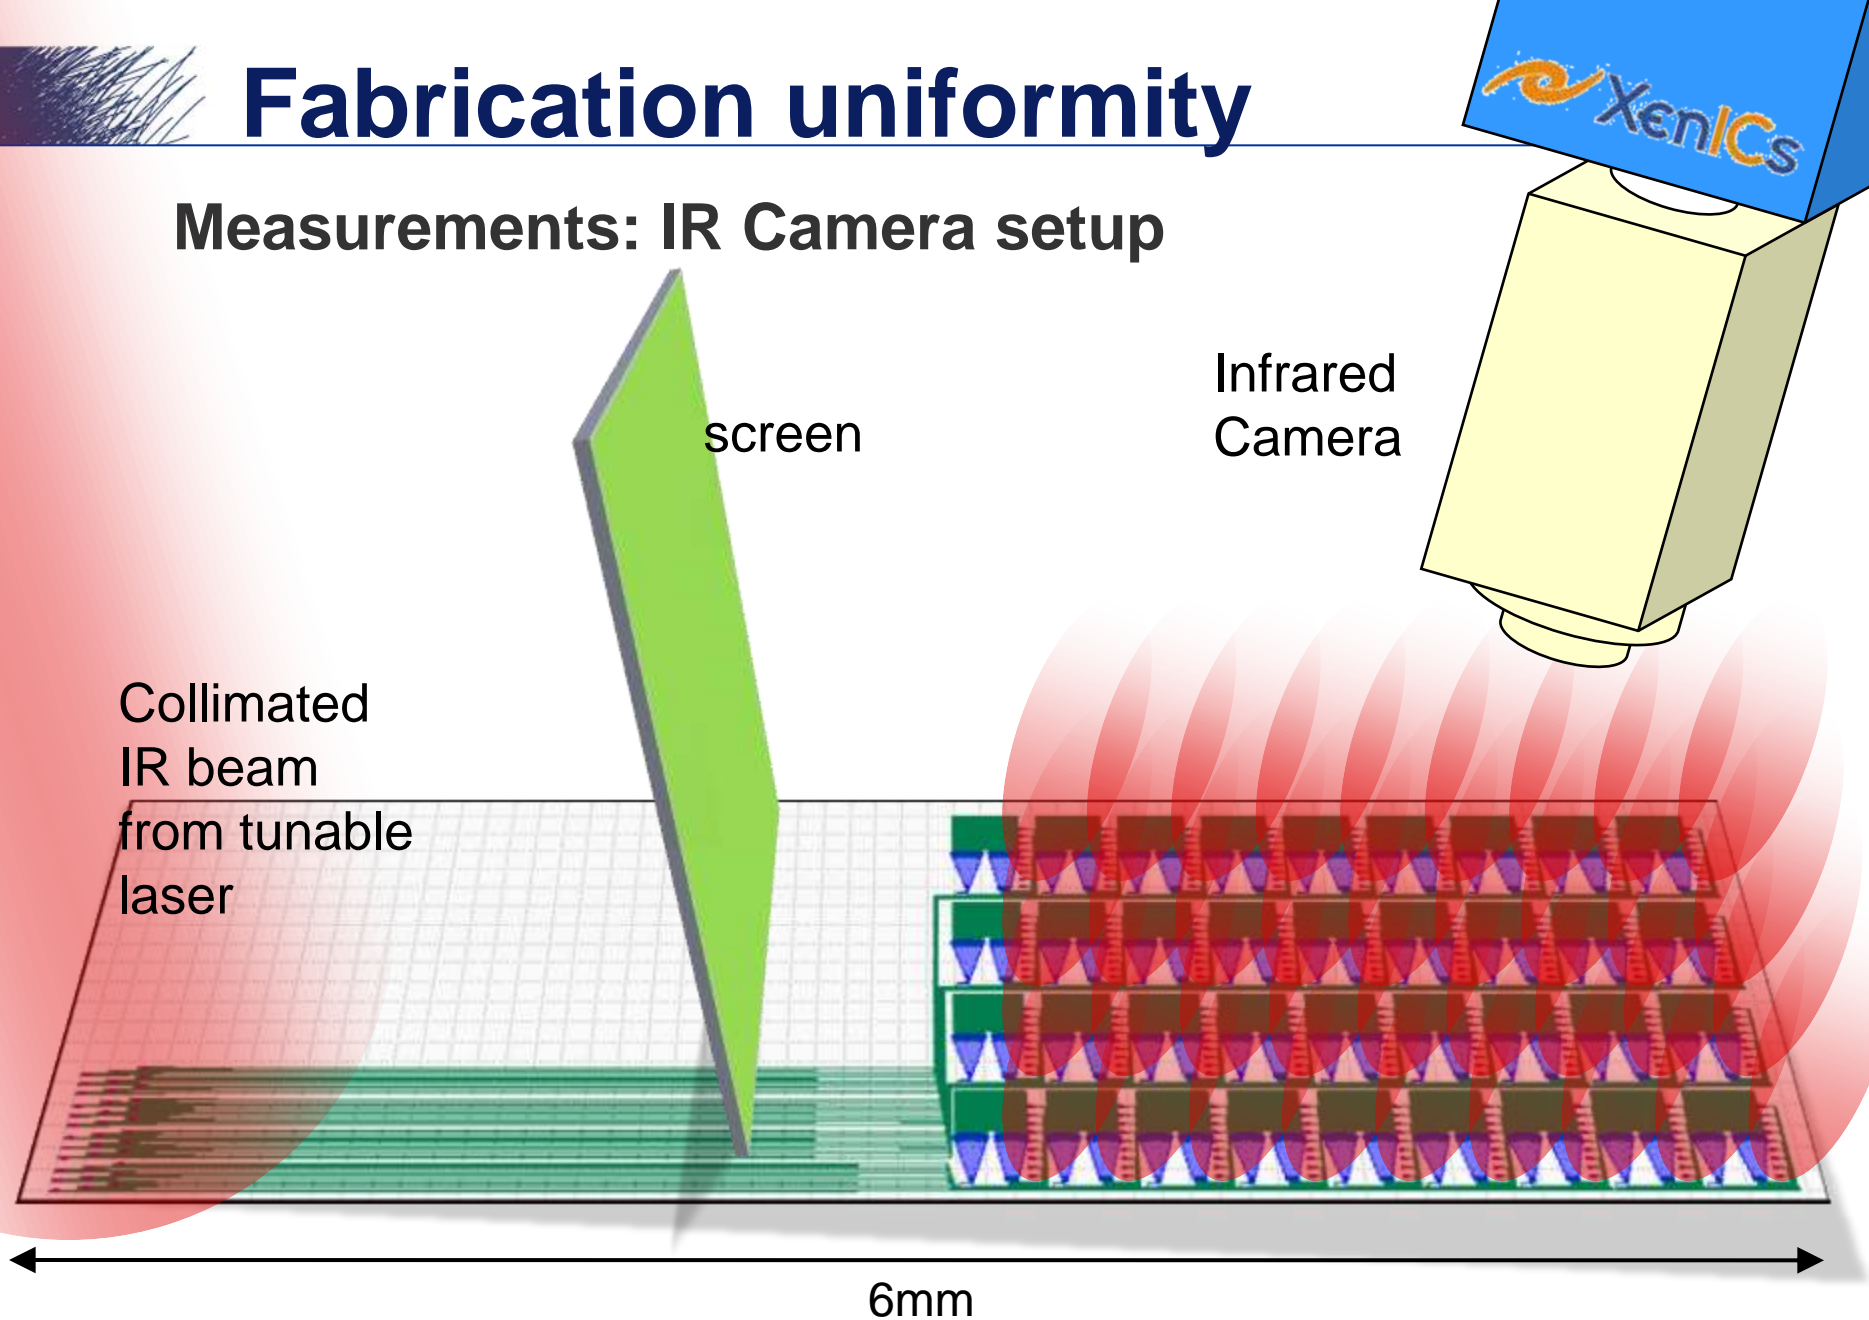 Fabrication uniformity
XenICs
Measurements: IR Camera setup
Infrared
Camera
screen
Collimated
IR beam
from tunable
laser
6mm